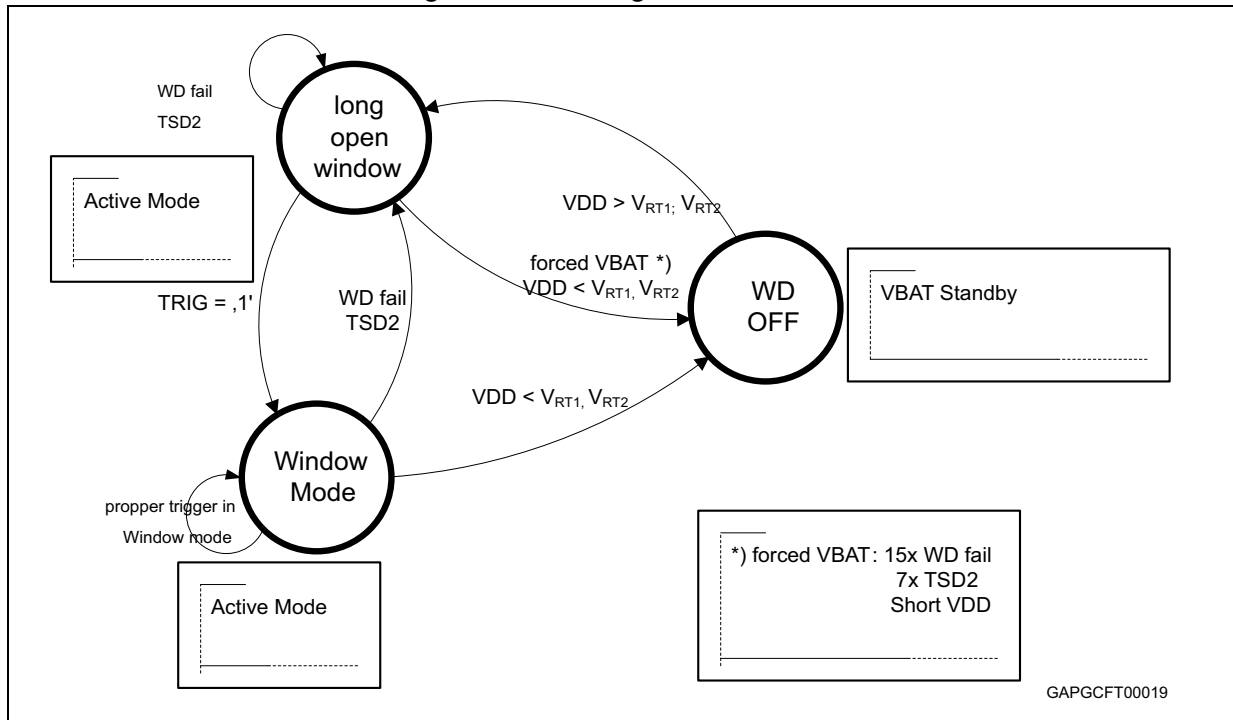 WD fail
TSD2
long
open
window
Active Mode
VDD > VRT1; VRT2
forced VBAT *)
VDD < VRT1, VRT2
WD
OFF
VBAT Standby
TRIG = ‚1'
WD fail
TSD2
VDD < VRT1, VRT2
Window
Mode
propper trigger in
Window mode
Active Mode
*) forced VBAT: 15x WD fail
7x TSD2
Short VDD
GAPGCFT00019